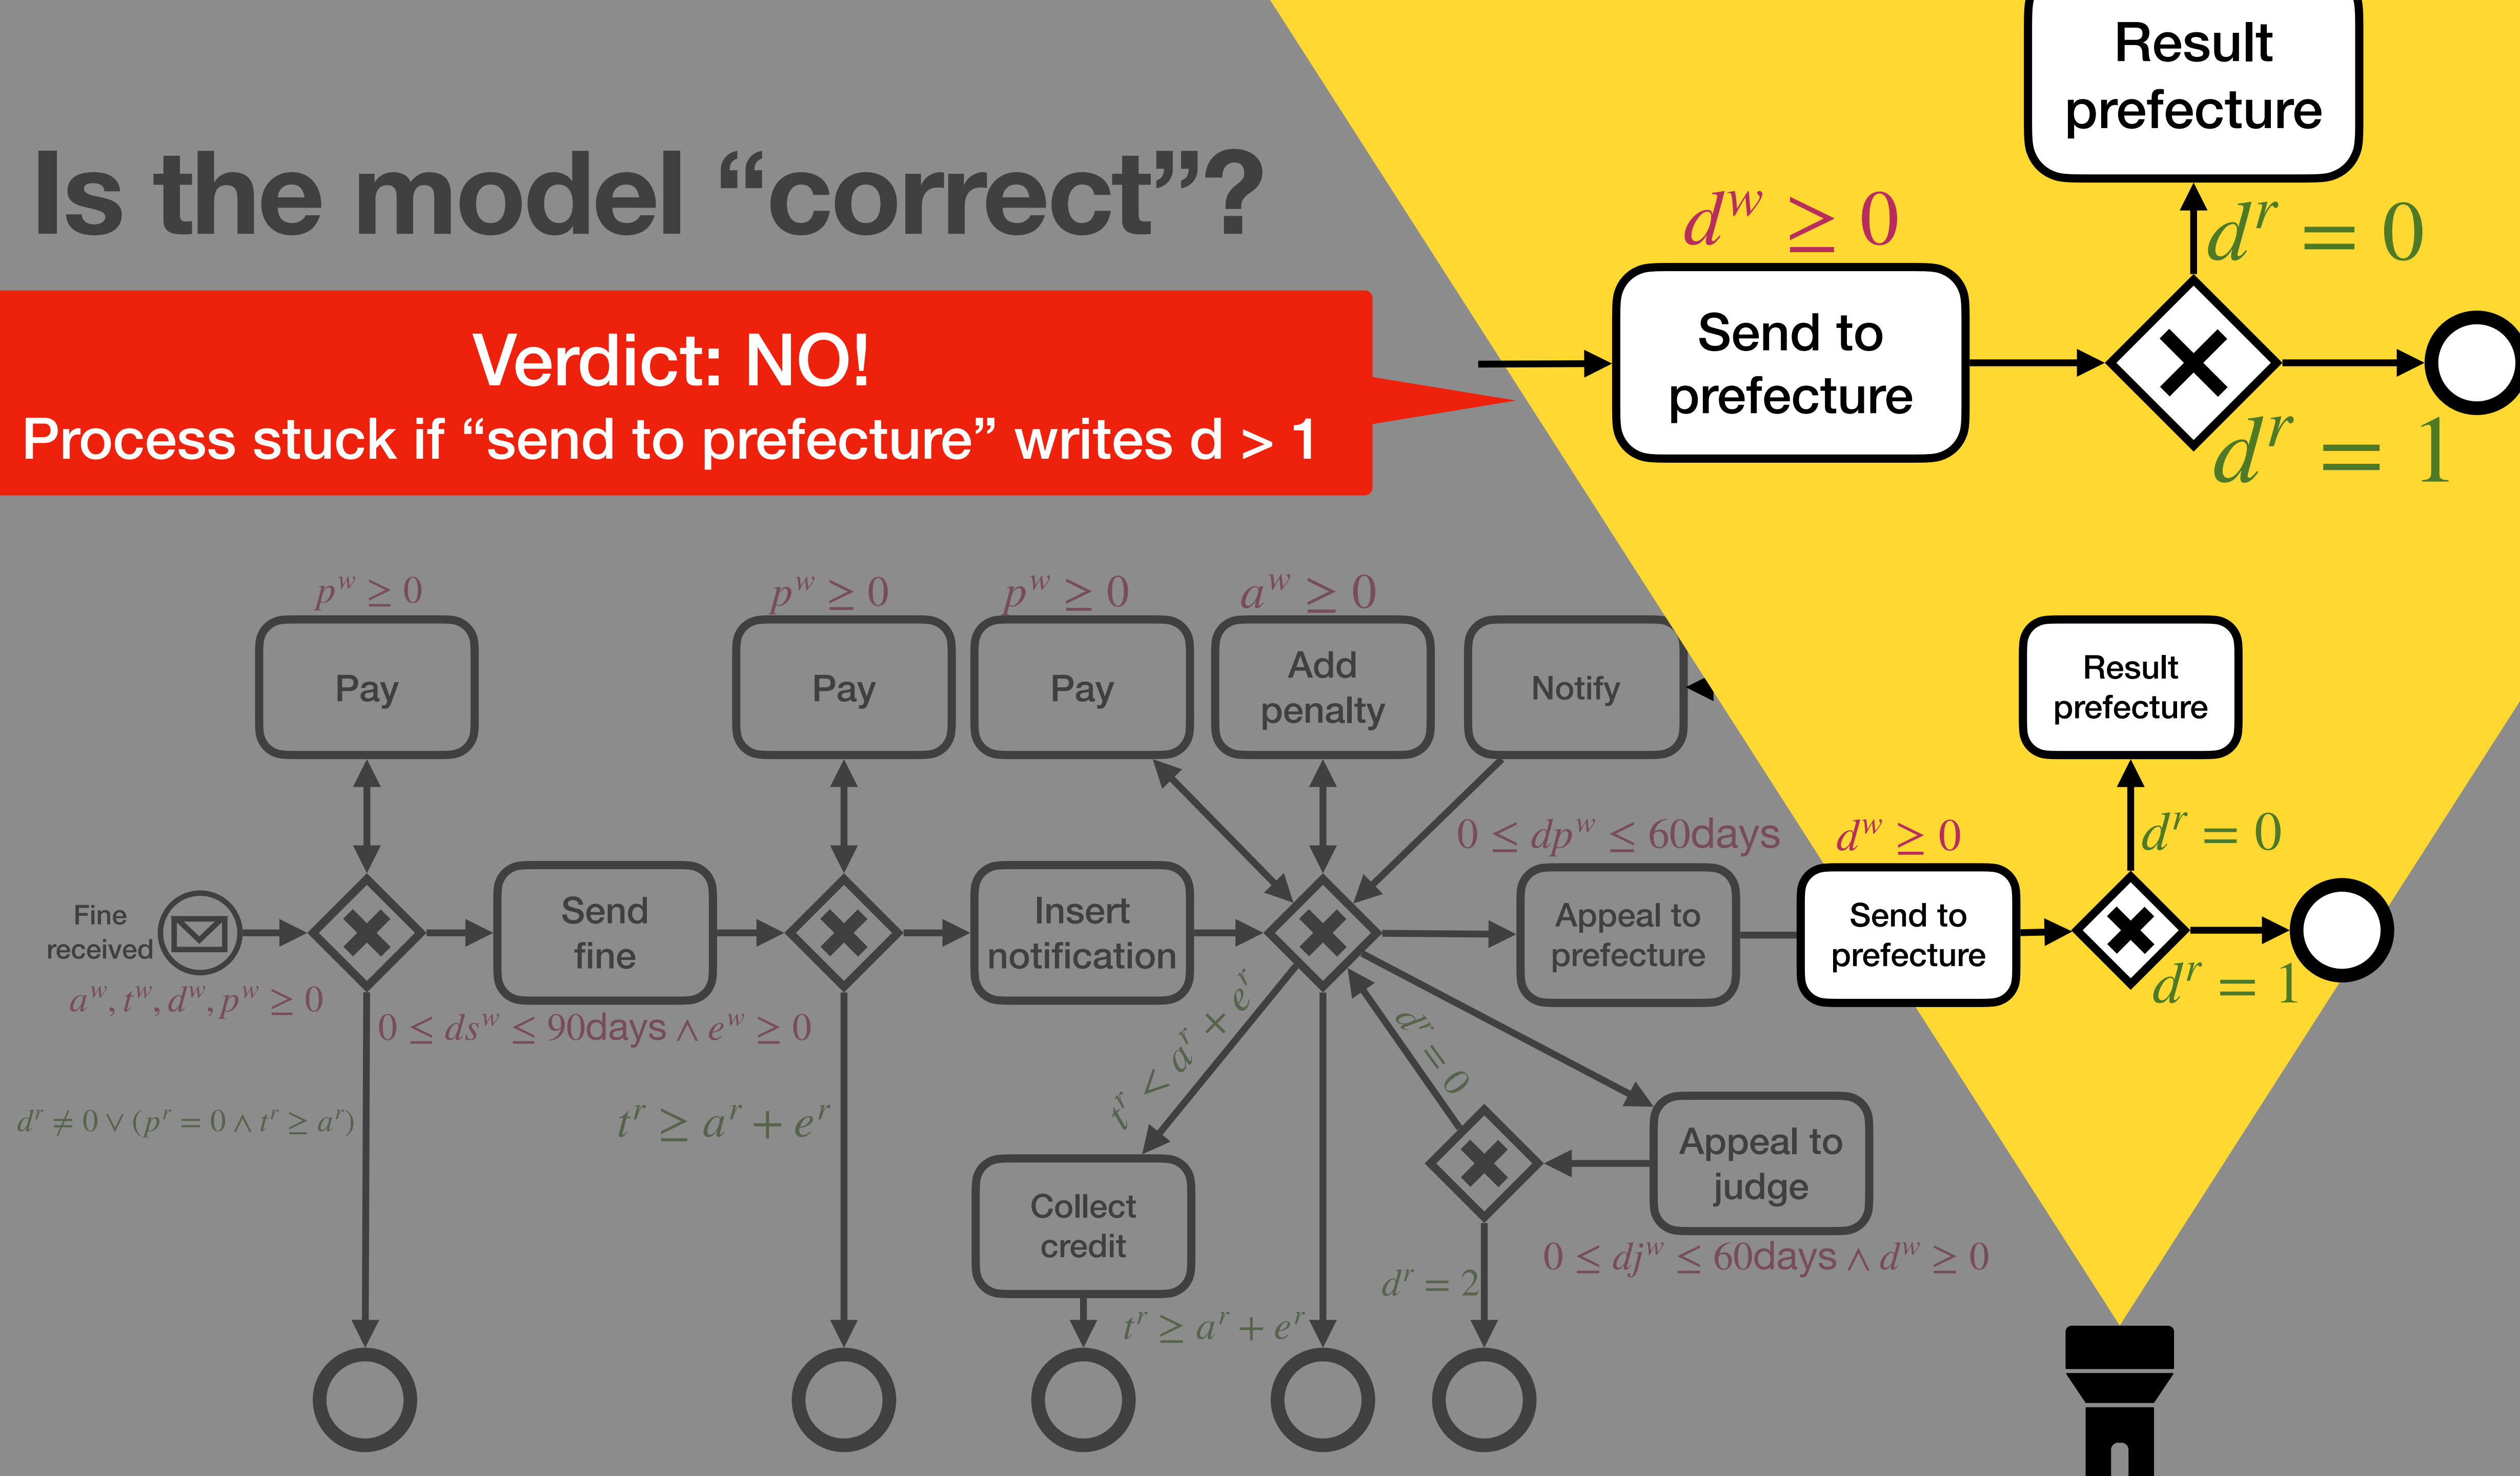 Result
prefecture
Is the model “correct”?
d^w ≥ 0
d^r = 0
Verdict: NO!
Process stuck if “send to prefecture” writes d > 1
Send to
prefecture
d^r = 1
p^w ≥ 0
p^w ≥ 0
p^w ≥ 0
a^w ≥ 0
Pay
Pay
Pay
Add
penalty
Notify
Result
prefecture
0 ≤ dp^w ≤ 60days
d^w ≥ 0
d^r = 0
Fine
received
Send
fine
Insert
notification
Appeal to
prefecture
Send to
prefecture
d^r = 1
a^w, t^w, d^w, p^w ≥ 0
0 ≤ ds^w ≤ 90days ∧ e^w ≥ 0
t^r < a^r × e^r
d^r = 0
d^r ≠ 0 ∨ (p^r = 0 ∧ t^r ≥ a^r)
t^r ≥ a^r + e^r
Appeal to
judge
Collect
credit
0 ≤ dj^w ≤ 60days ∧ d^w ≥ 0
d^r = 2
t^r ≥ a^r + e^r